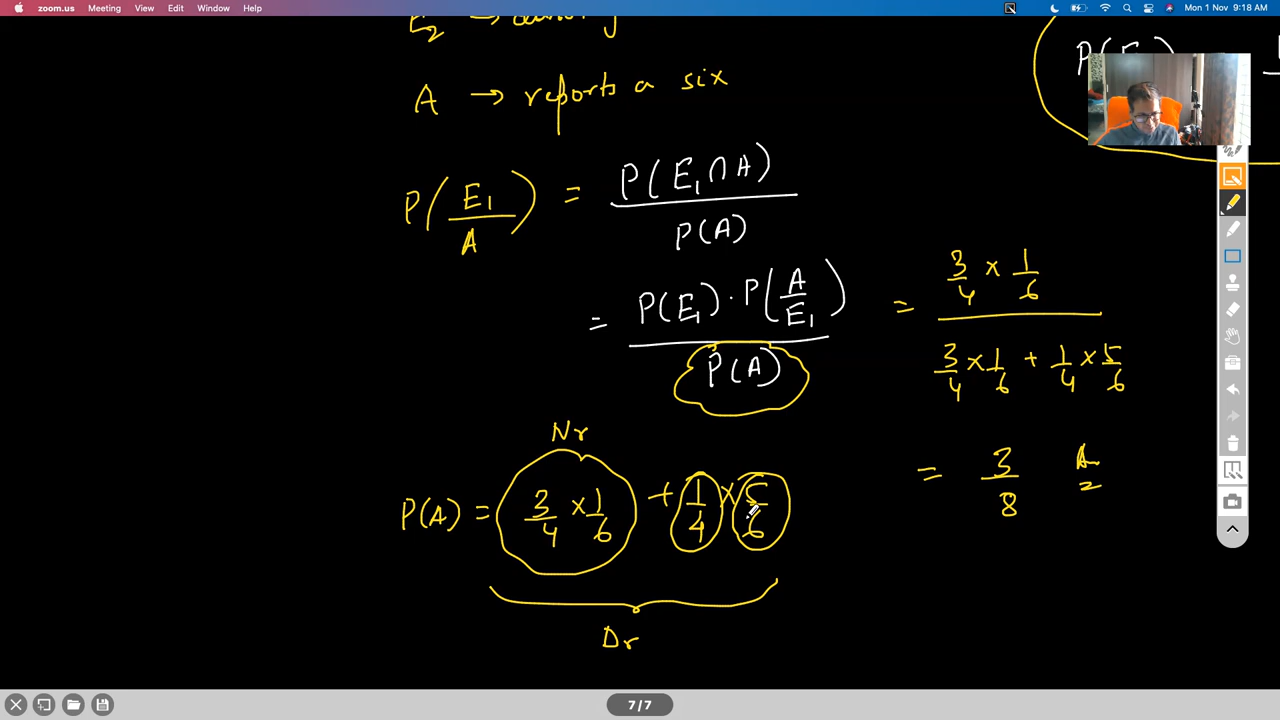 zoom.us Meeting View Edit Window Help Mon 1 Nov 9:18 AM
E₂ →
A → reports a six
P(E₁/A) = P(E₁∩A)/P(A)
= P(E₁)·P(A/E₁)/P(A) = (3/4 × 1/6)/(3/4 × 1/6 + 1/4 × 5/6)
= 3/8
Nr
P(A) = 3/4 × 1/6 + 1/4 × 5/6
Dr
7/7